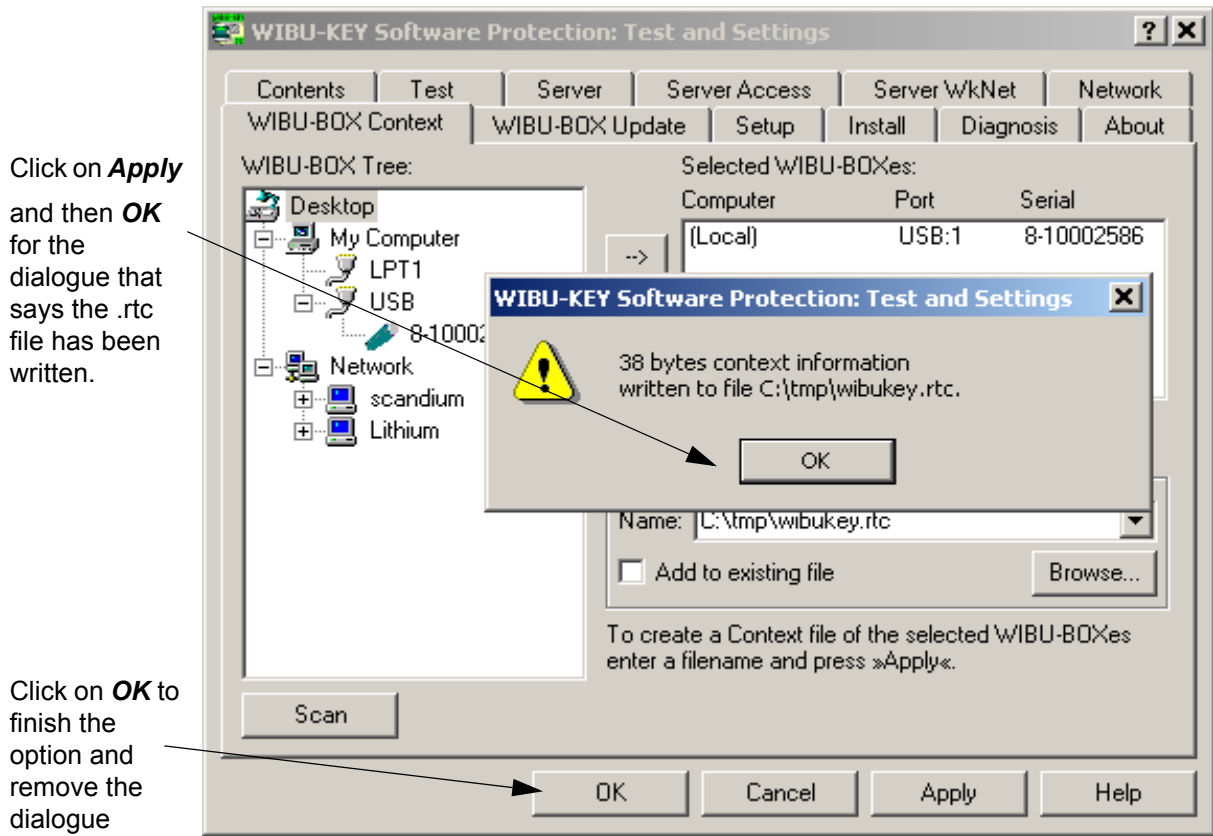 WIBU-KEY Software Protection: Test and Settings
Contents Test Server Server Access Server WkNet Network
WIBU-BOX Context WIBU-BOX Update Setup Install Diagnosis About
Click on Apply
and then OK
for the
dialogue that
says the .rtc
file has been
written.
WIBU-BOX Tree:
Desktop
My Computer
LPT1
USB
8-10002
Network
scandium
Lithium
Selected WIBU-BOXes:
Computer Port Serial
(Local) USB:1 8-10002586
-->
WIBU-KEY Software Protection: Test and Settings
38 bytes context information
written to file C:\tmp\wibukey.rtc.
OK
Name: C:\tmp\wibukey.rtc
Add to existing file Browse...
To create a Context file of the selected WIBU-BOXes
enter a filename and press »Apply«.
Scan
Click on OK to
finish the
option and
remove the
dialogue
OK Cancel Apply Help